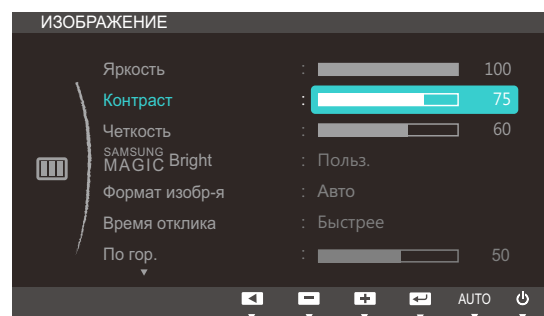 ИЗОБРАЖЕНИЕ
Яркость : 100
Контраст : 75
Четкость : 60
SAMSUNG MAGIC Bright : Польз.
Формат изобр-я : Авто
Время отклика : Быстрее
По гор. : 50
AUTO